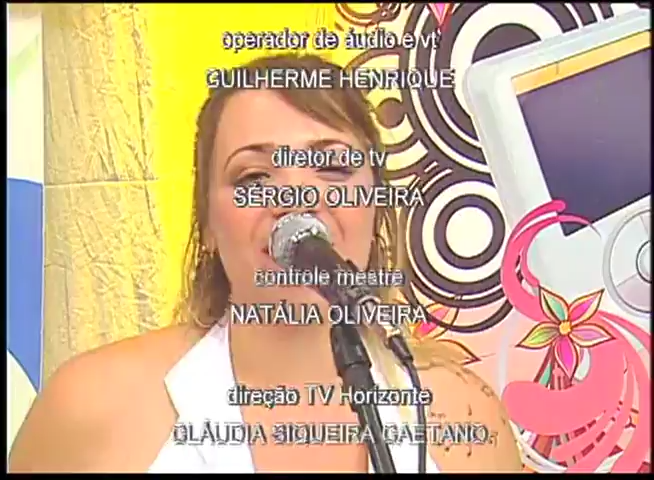 operador de áudio e vt
GUILHERME HENRIQUE
diretor de tv
SÉRGIO OLIVEIRA
controle mestre
NATÁLIA OLIVEIRA
direção TV Horizonte
CLÁUDIA SIQUEIRA CAETANO